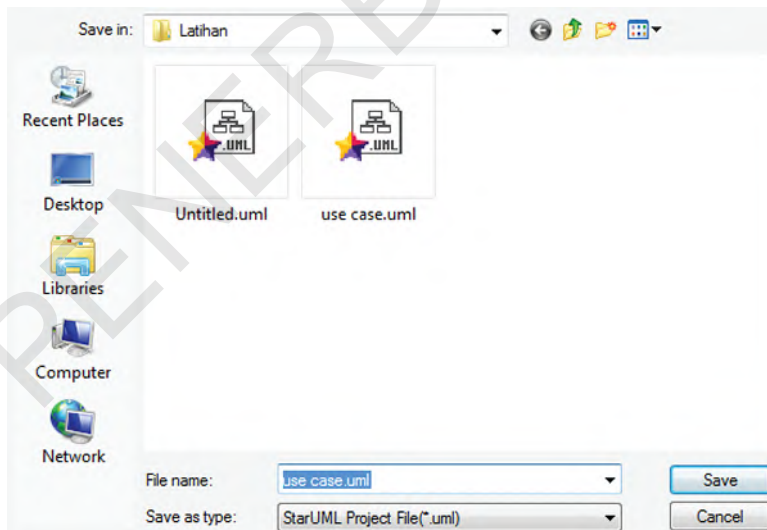 Save in: Latihan
Recent Places
Desktop
Libraries
Computer
Network
.UML
.UML
Untitled.uml use case.uml
File name: use case.uml Save
Save as type: StarUML Project File(*.uml) Cancel
PENERB